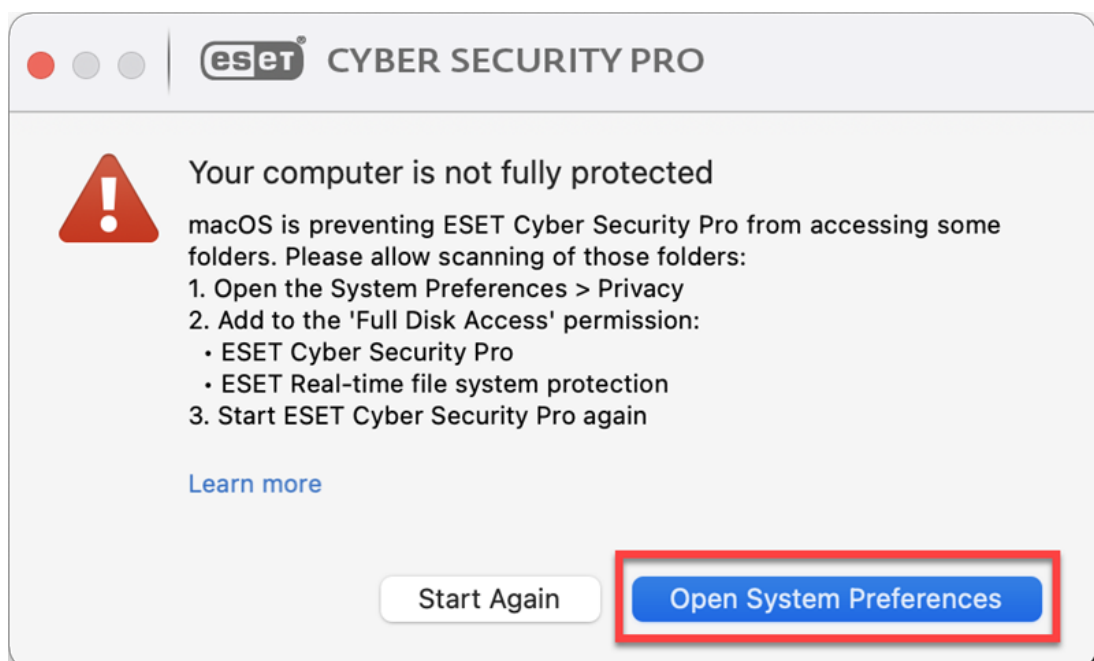 eset® CYBER SECURITY PRO
Your computer is not fully protected
macOS is preventing ESET Cyber Security Pro from accessing some
folders. Please allow scanning of those folders:
1. Open the System Preferences > Privacy
2. Add to the 'Full Disk Access' permission:
• ESET Cyber Security Pro
• ESET Real-time file system protection
3. Start ESET Cyber Security Pro again
Learn more
Start Again Open System Preferences